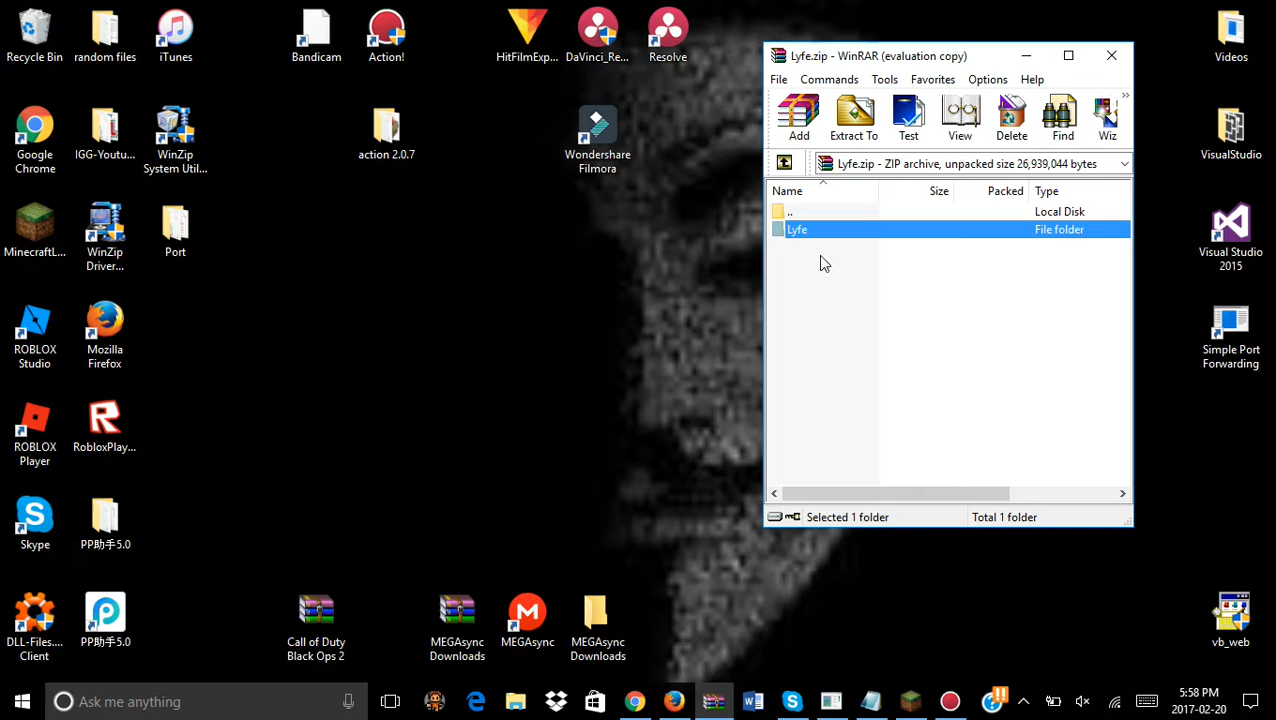 Recycle Bin
random files
iTunes
Bandicam
Action!
HitFilmExp...
DaVinci_Re...
Resolve
Videos
Google
Chrome
IGG-Youtu...
WinZip
System Util...
action 2.0.7
Wondershare
Filmora
VisualStudio
MinecraftL...
WinZip
Driver...
Port
Visual Studio
2015
ROBLOX
Studio
Mozilla
Firefox
Simple Port
Forwarding
ROBLOX
Player
RobloxPlay...
Skype
PP助手5.0
DLL-Files....
Client
PP助手5.0
Call of Duty
Black Ops 2
MEGAsync
Downloads
MEGAsync
MEGAsync
Downloads
vb_web
Lyfe.zip - WinRAR (evaluation copy)
File Commands Tools Favorites Options Help
Add Extract To Test View Delete Find Wiz
Lyfe.zip - ZIP archive, unpacked size 26,939,044 bytes
Name Size Packed Type
.. Local Disk
Lyfe File folder
Selected 1 folder Total 1 folder
Ask me anything
5:58 PM
2017-02-20